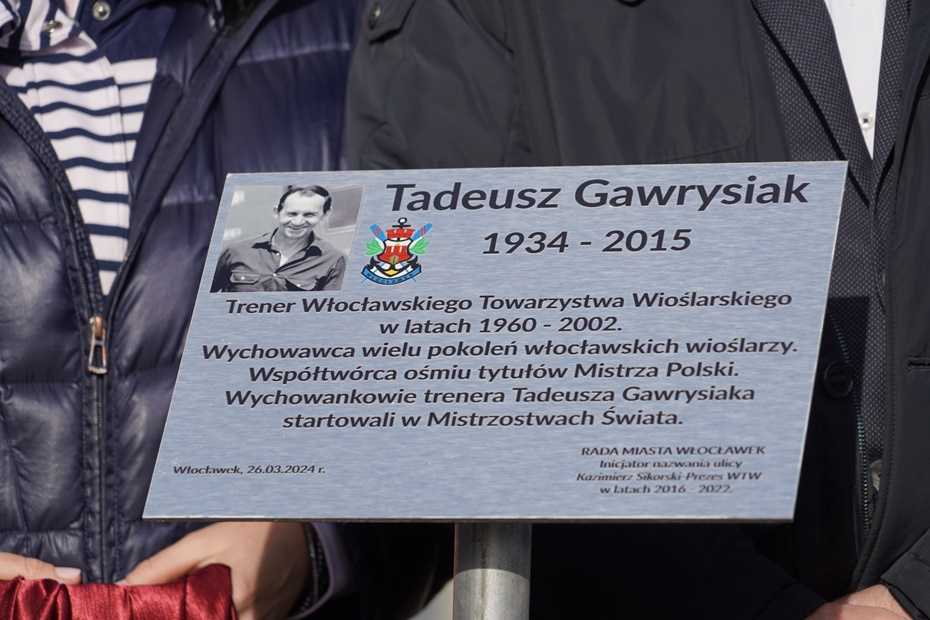 Tadeusz Gawrysiak
1934 - 2015
WŁOCŁAWEK
Trener Włocławskiego Towarzystwa Wioślarskiego
w latach 1960 - 2002.
Wychowawca wielu pokoleń włocławskich wioślarzy.
Współtwórca ośmiu tytułów Mistrza Polski.
Wychowankowie trenera Tadeusza Gawrysiaka
startowali w Mistrzostwach Świata.
Włocławek, 26.03.2024 r.
RADA MIASTA WŁOCŁAWEK
Inicjator nazwania ulicy
Kazimierz Sikorski-Prezes WTW
w latach 2016 - 2022.